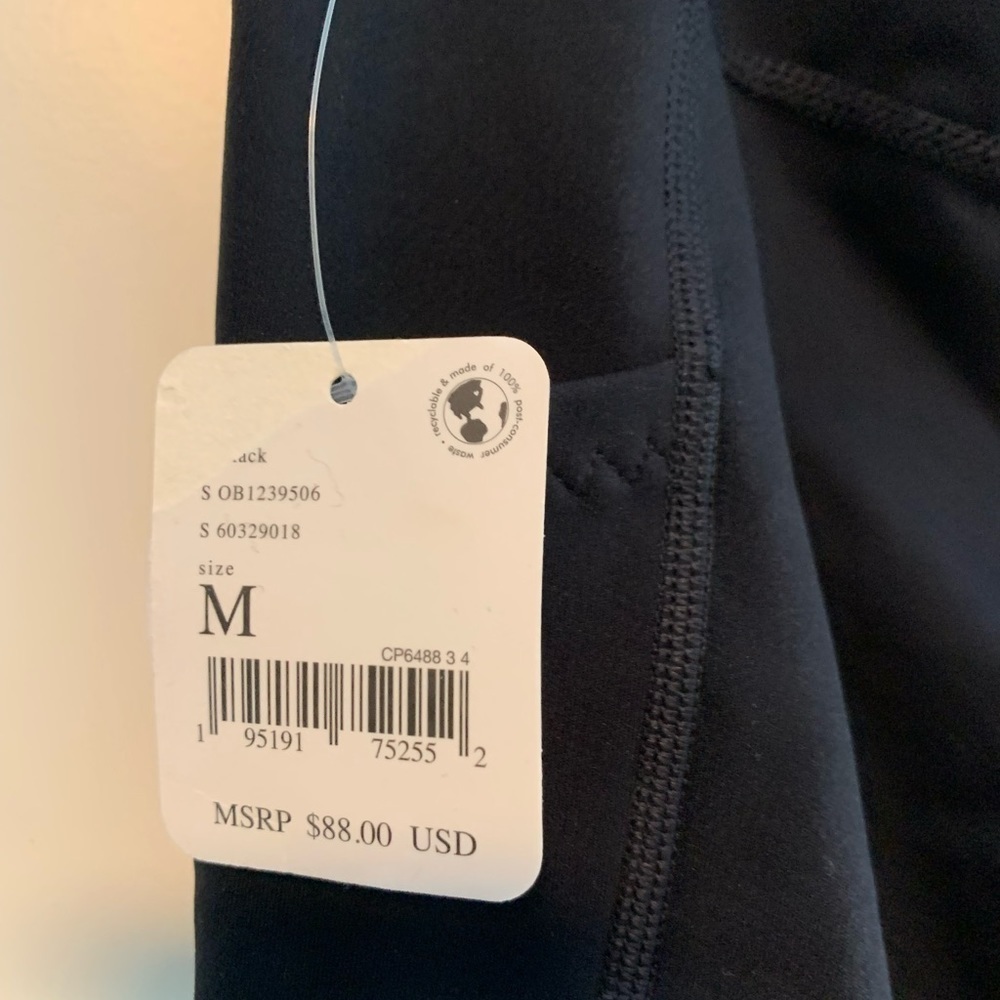 recyclable & made of 100% post-consumer waste •
ack
S OB1239506
S 60329018
size
M
CP6488 3 4
1 95191 75255 2
MSRP $88.00 USD